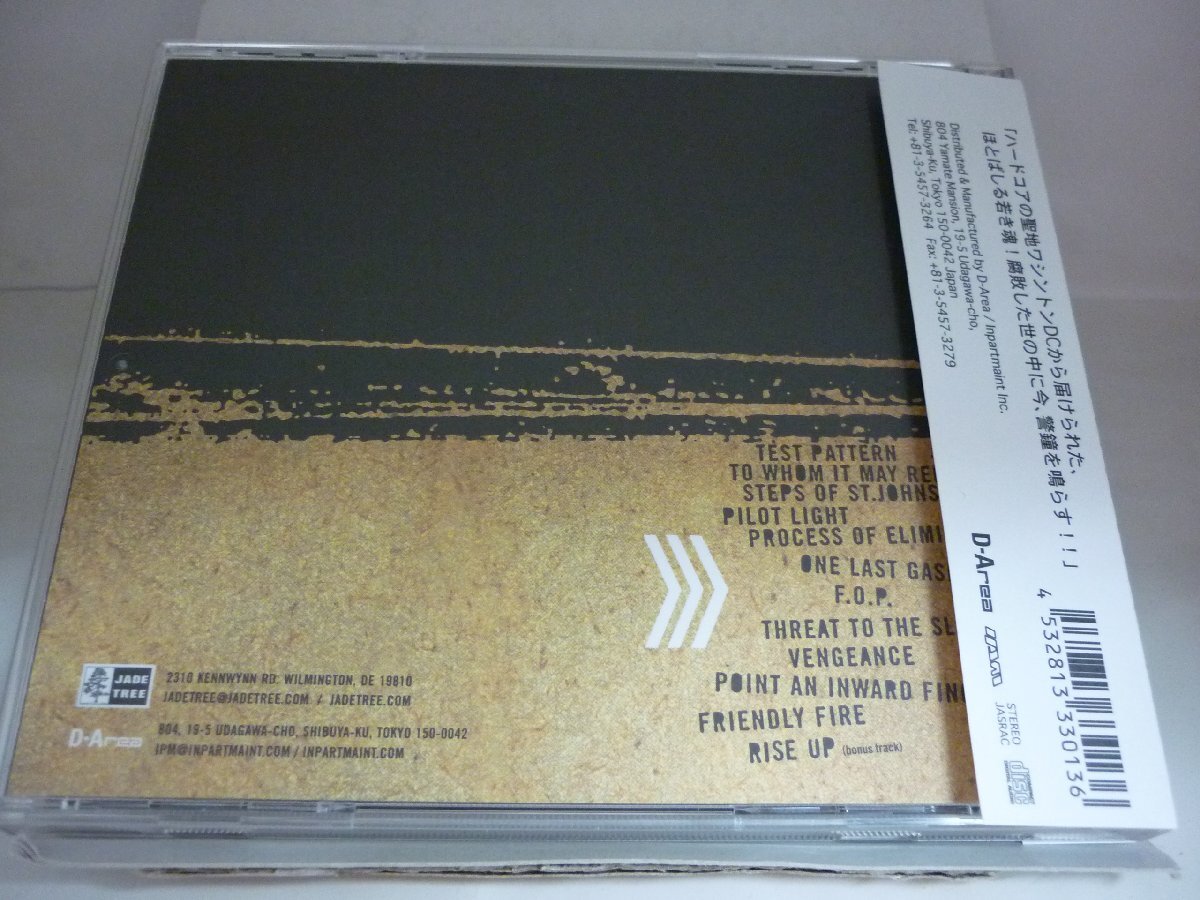 TEST PATTERN
TO WHOM IT MAY
STEPS OF ST.JOHNS
PILOT LIGHT
PROCESS OF
ONE LAST
F.O.P.
THREAT TO THE
VENGEANCE
POINT AN INWARD
FRIENDLY FIRE
RISE UP (bonus track)
JADE
TREE
2310 KENNWYNN RD. WILMINGTON, DE 19810
JADETREE@JADETREE.COM / JADETREE.COM
D-Area
804, 19-5 UDAGAWA-CHO, SHIBUYA-KU, TOKYO 150-0042
IPM@INPARTMAINT.COM / INPARTMAINT.COM
「ハードコアの聖地ワシントンDCから届けられた、
ほとばしる若き魂！腐敗した世の中に今、警鐘を鳴らす！！」
Distributed & Manufactured by D-Area / Inpartmaint Inc.
804 Yamate Mansion, 19-5 Udagawa-cho,
Shibuya-Ku, Tokyo 150-0042 Japan
Tel: +81-3-5457-3264 Fax: +81-3-5457-3279
D-Area
STEREO
JASRAC
disc
4 532813 330136